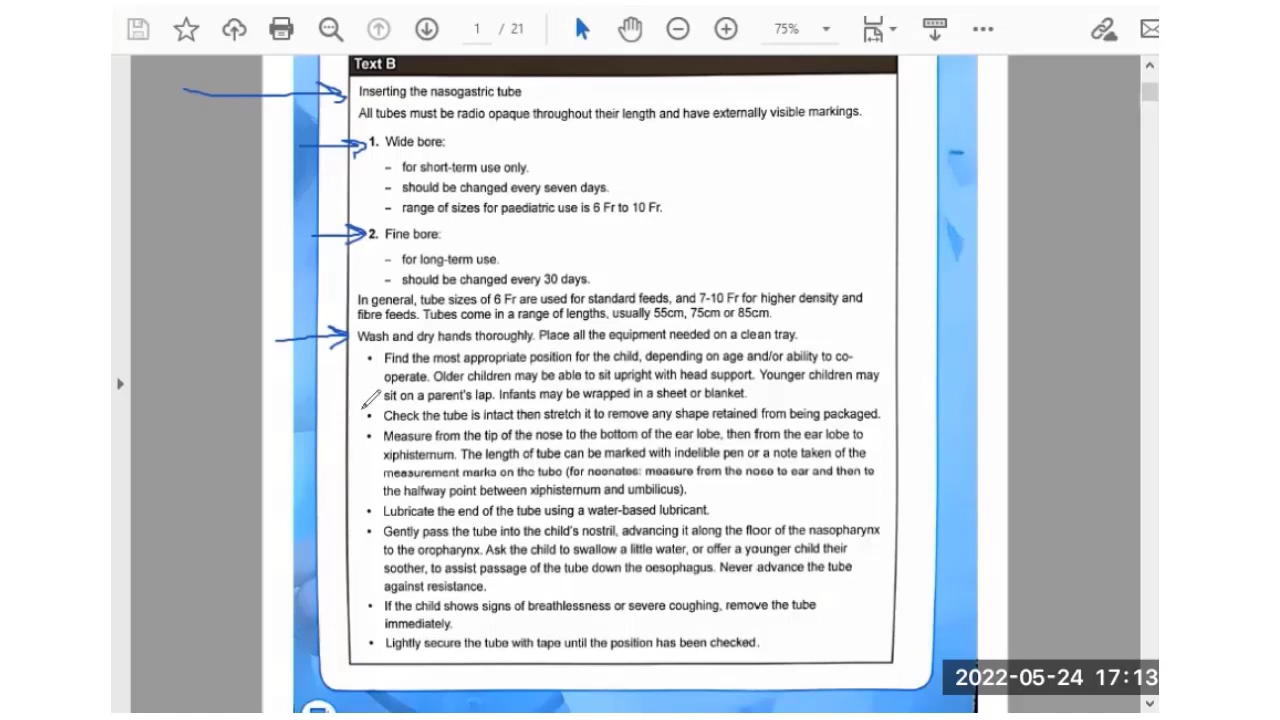 1 / 21
75%
Text B
Inserting the nasogastric tube
All tubes must be radio opaque throughout their length and have externally visible markings.
1. Wide bore:
- for short-term use only.
- should be changed every seven days.
- range of sizes for paediatric use is 6 Fr to 10 Fr.
2. Fine bore:
- for long-term use.
- should be changed every 30 days.
In general, tube sizes of 6 Fr are used for standard feeds, and 7-10 Fr for higher density and
fibre feeds. Tubes come in a range of lengths, usually 55cm, 75cm or 85cm.
Wash and dry hands thoroughly. Place all the equipment needed on a clean tray.
• Find the most appropriate position for the child, depending on age and/or ability to co-
operate. Older children may be able to sit upright with head support. Younger children may
sit on a parent's lap. Infants may be wrapped in a sheet or blanket.
• Check the tube is intact then stretch it to remove any shape retained from being packaged.
• Measure from the tip of the nose to the bottom of the ear lobe, then from the ear lobe to
xiphisternum. The length of tube can be marked with indelible pen or a note taken of the
measurement marks on the tube (for neonates: measure from the nose to ear and then to
the halfway point between xiphisternum and umbilicus).
• Lubricate the end of the tube using a water-based lubricant.
• Gently pass the tube into the child's nostril, advancing it along the floor of the nasopharynx
to the oropharynx. Ask the child to swallow a little water, or offer a younger child their
soother, to assist passage of the tube down the oesophagus. Never advance the tube
against resistance.
• If the child shows signs of breathlessness or severe coughing, remove the tube
immediately.
• Lightly secure the tube with tape until the position has been checked.
2022-05-24 17:13